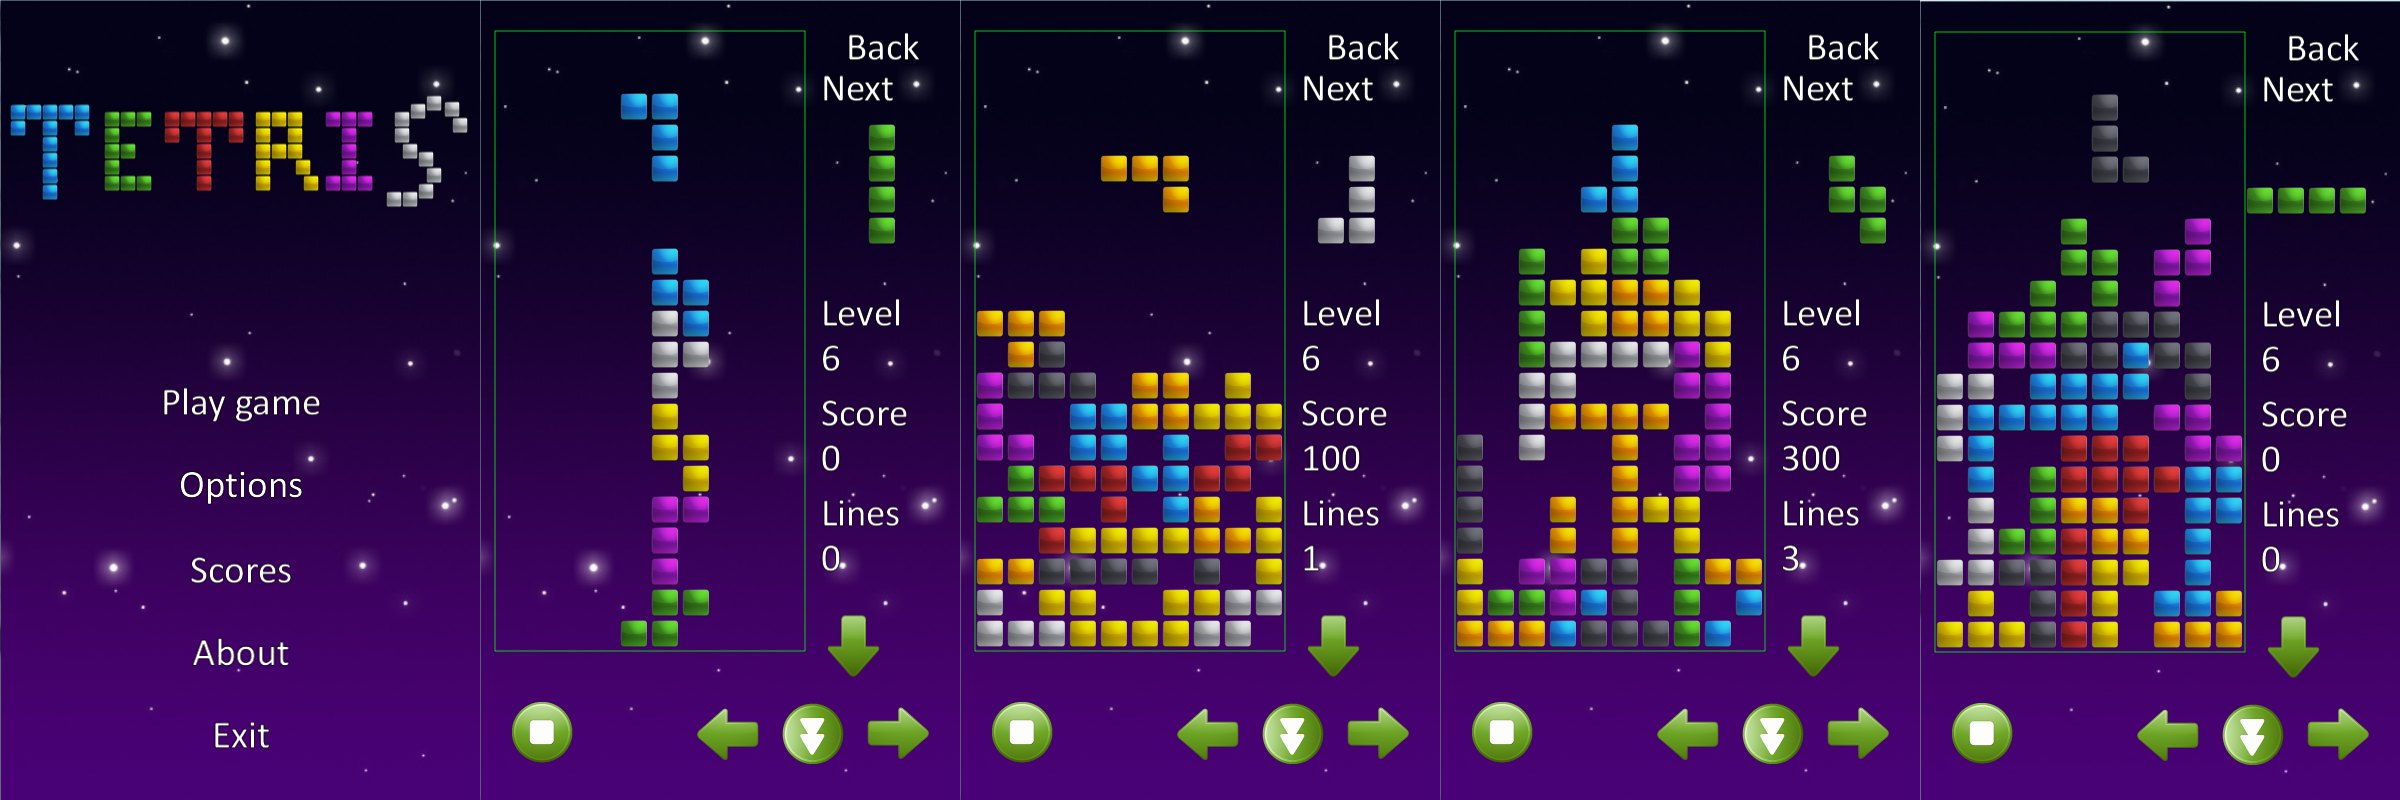 TETRIS
Play game
Options
Scores
About
Exit
Back
Next
Level
6
Score
0
Lines
0
Back
Next
Level
6
Score
100
Lines
1
Back
Next
Level
6
Score
300
Lines
3
Back
Next
Level
6
Score
0
Lines
0